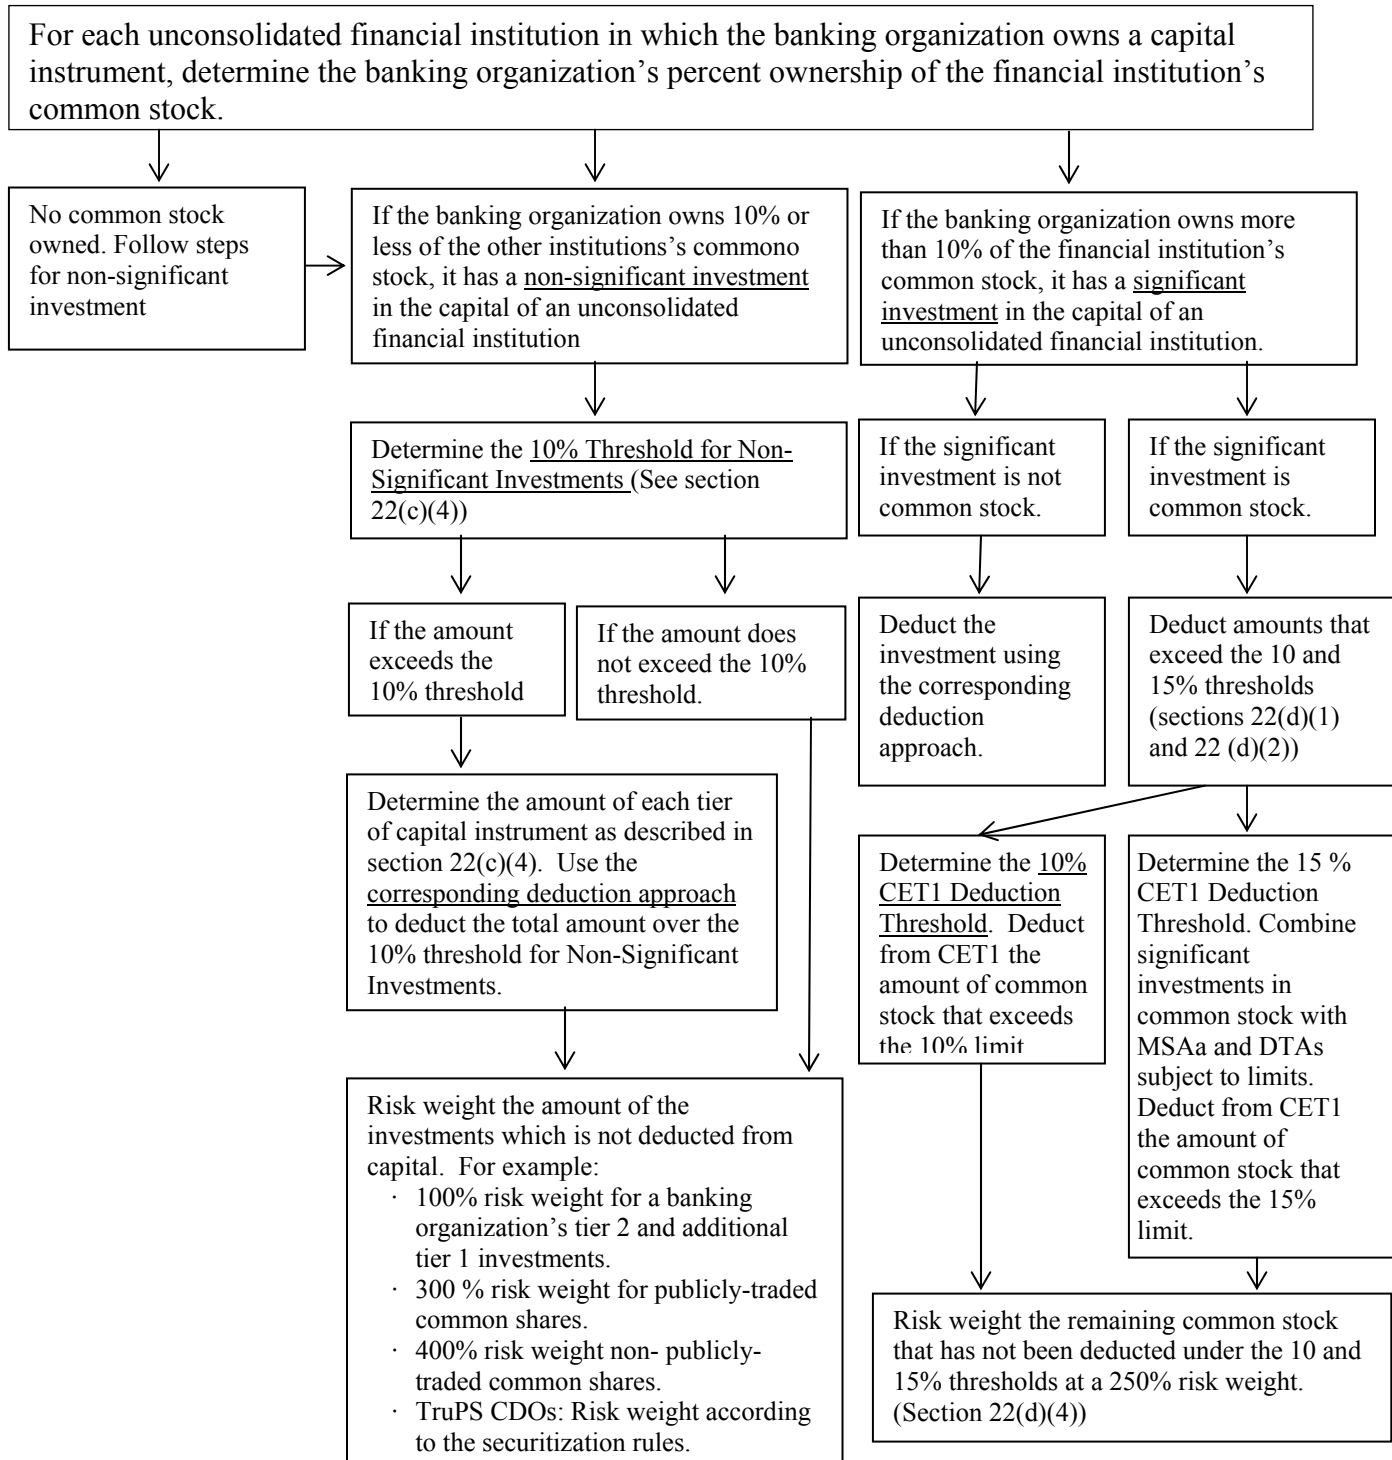 For each unconsolidated financial institution in which the banking organization owns a capital
instrument, determine the banking organization’s percent ownership of the financial institution’s
common stock.
No common stock
owned. Follow steps
for non-significant
investment
If the banking organization owns 10% or
less of the other institutions’s commono
stock, it has a non-significant investment
in the capital of an unconsolidated
financial institution
If the banking organization owns more
than 10% of the financial institution’s
common stock, it has a significant
investment in the capital of an
unconsolidated financial institution.
Determine the 10% Threshold for Non-
Significant Investments (See section
22(c)(4))
If the significant
investment is not
common stock.
If the significant
investment is
common stock.
If the amount
exceeds the
10% threshold
If the amount does
not exceed the 10%
threshold.
Deduct the
investment using
the corresponding
deduction
approach.
Deduct amounts that
exceed the 10 and
15% thresholds
(sections 22(d)(1)
and 22 (d)(2))
Determine the amount of each tier
of capital instrument as described in
section 22(c)(4).  Use the
corresponding deduction approach
to deduct the total amount over the
10% threshold for Non-Significant
Investments.
Determine the 10%
CET1 Deduction
Threshold.  Deduct
from CET1 the
amount of common
stock that exceeds
the 10% limit
Determine the 15 %
CET1 Deduction
Threshold. Combine
significant
investments in
common stock with
MSAa and DTAs
subject to limits.
Deduct from CET1
the amount of
common stock that
exceeds the 15%
limit.
Risk weight the amount of the
investments which is not deducted from
capital.  For example:
· 100% risk weight for a banking
organization’s tier 2 and additional
tier 1 investments.
· 300 % risk weight for publicly-traded
common shares.
· 400% risk weight non- publicly-
traded common shares.
· TruPS CDOs: Risk weight according
to the securitization rules.
Risk weight the remaining common stock
that has not been deducted under the 10 and
15% thresholds at a 250% risk weight.
(Section 22(d)(4))